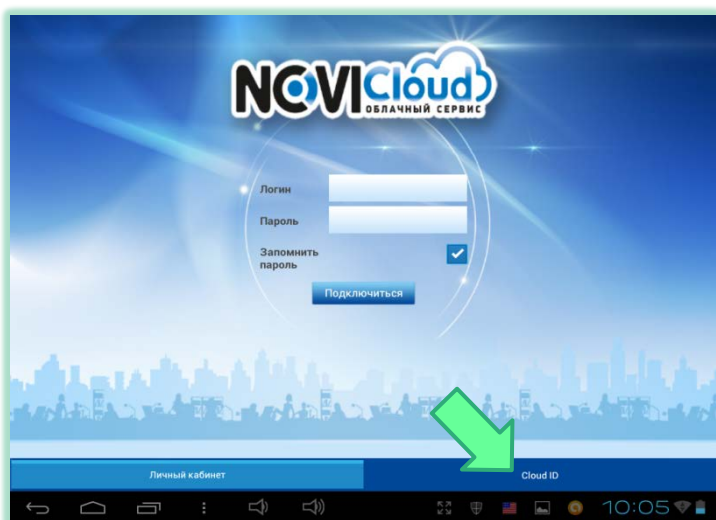 NOVICloud
ОБЛАЧНЫЙ СЕРВИС
Логин
Пароль
Запомнить
пароль
Подключиться
Личный кабинет
Cloud ID
10:05